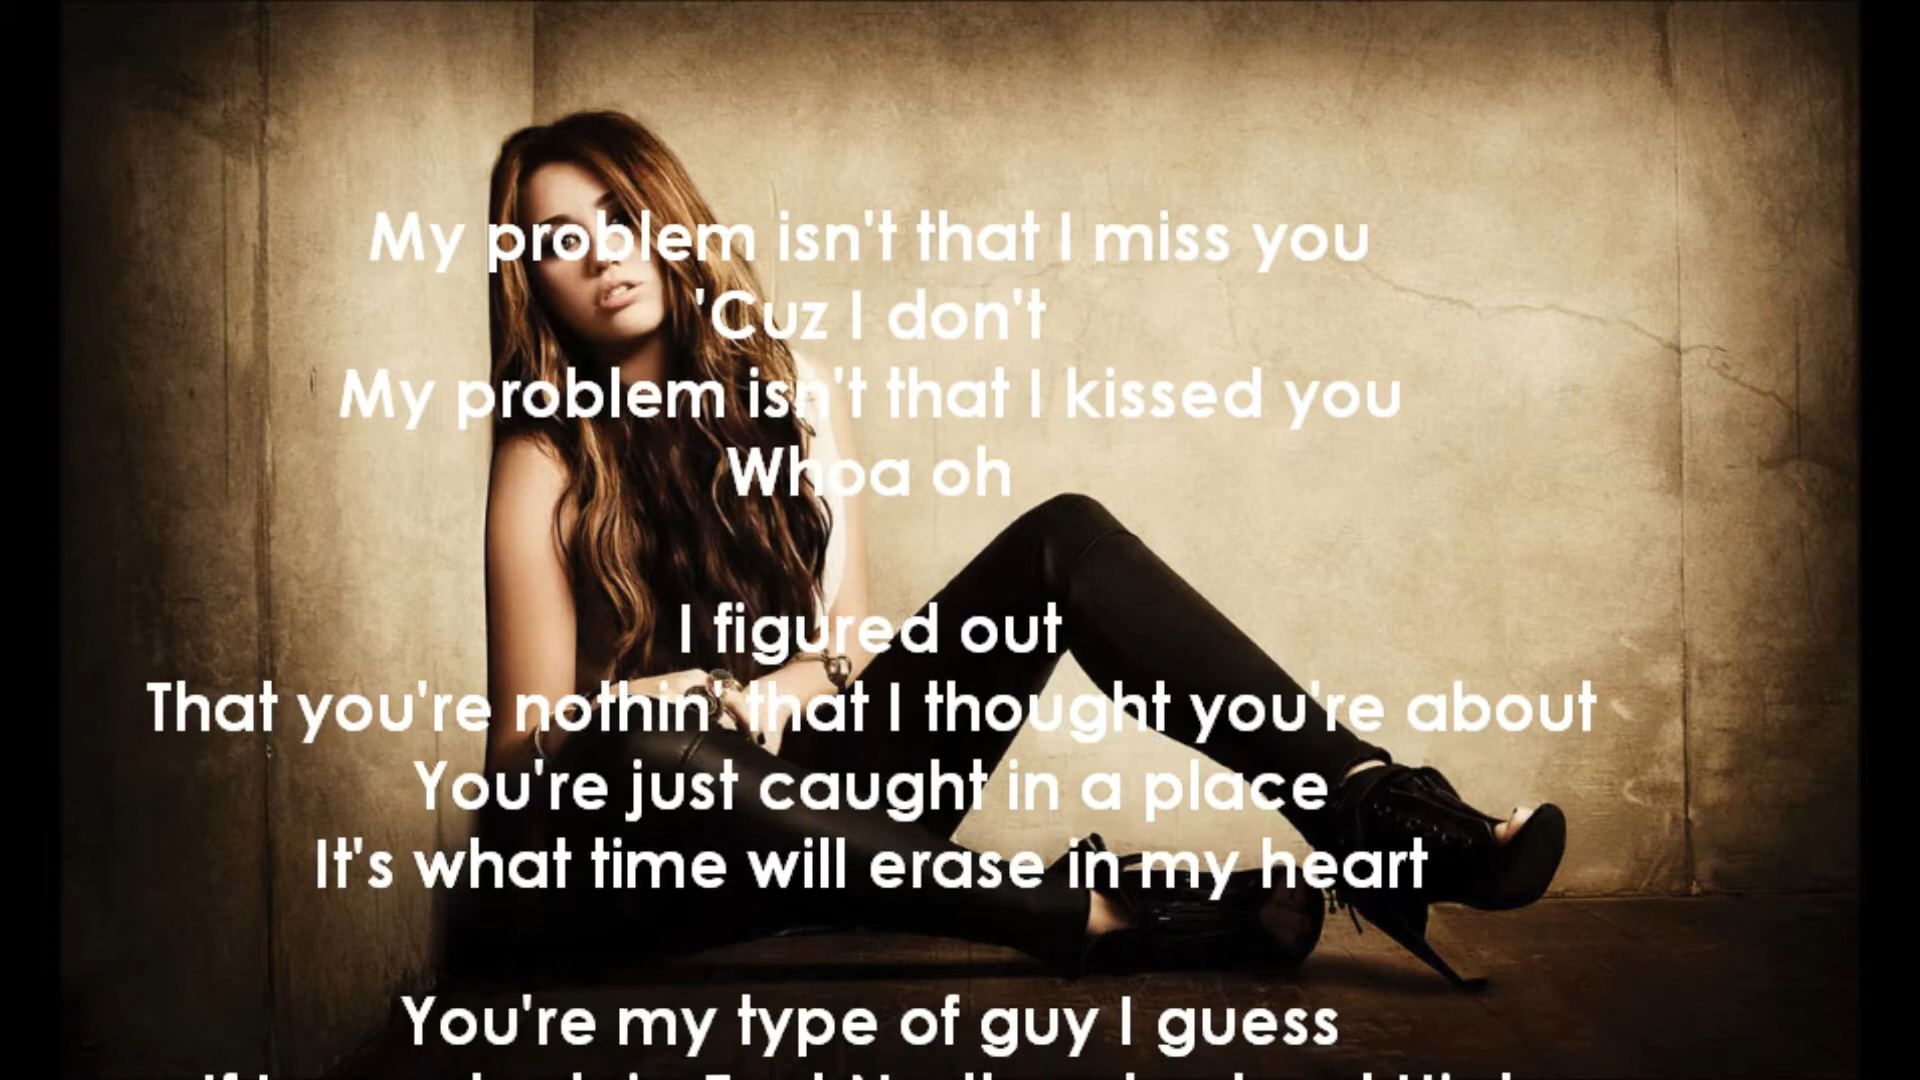 My problem isn't that I miss you
'Cuz I don't
My problem isn't that I kissed you
Whoa oh
I figured out
That you're nothin' that I thought you're about
You're just caught in a place
It's what time will erase in my heart
You're my type of guy I guess